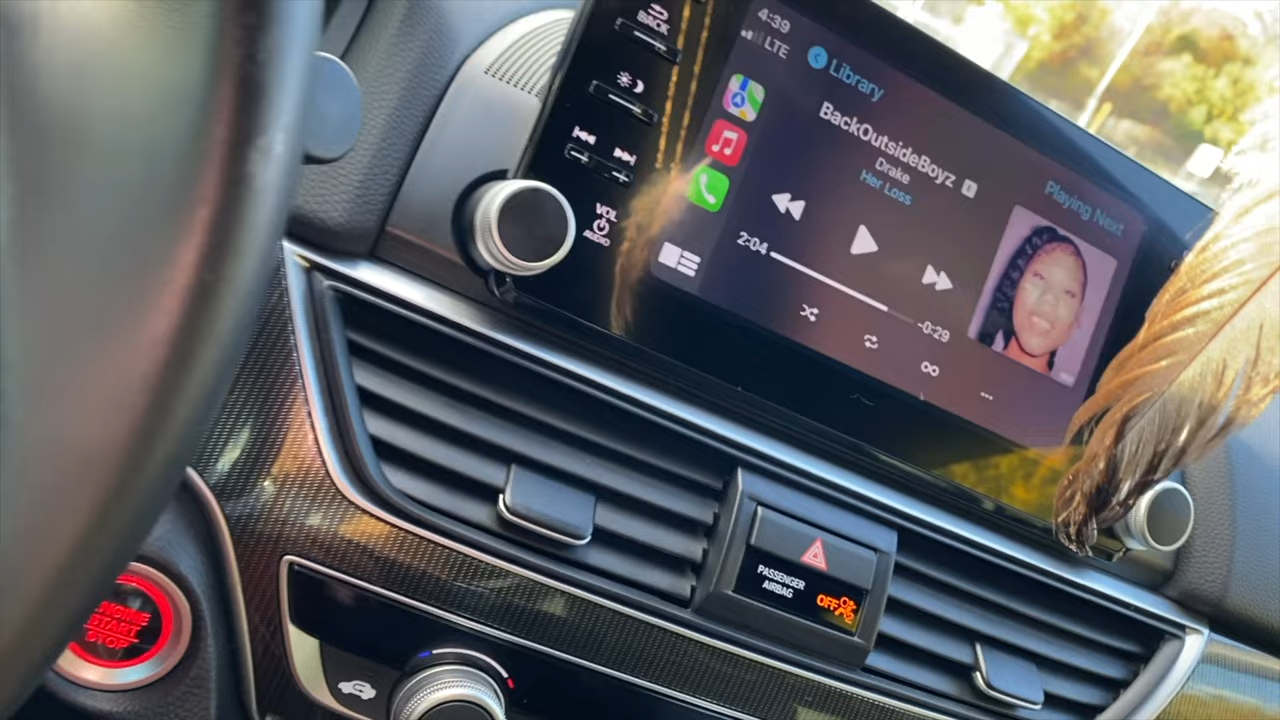 BACK
VOL
AUDIO
4:39
LTE
Library
BackOutsideBoyz E
Drake
Her Loss
Playing Next
2:04
-0:29
PASSENGER
AIRBAG
OFF
2
ENGINE
START
STOP